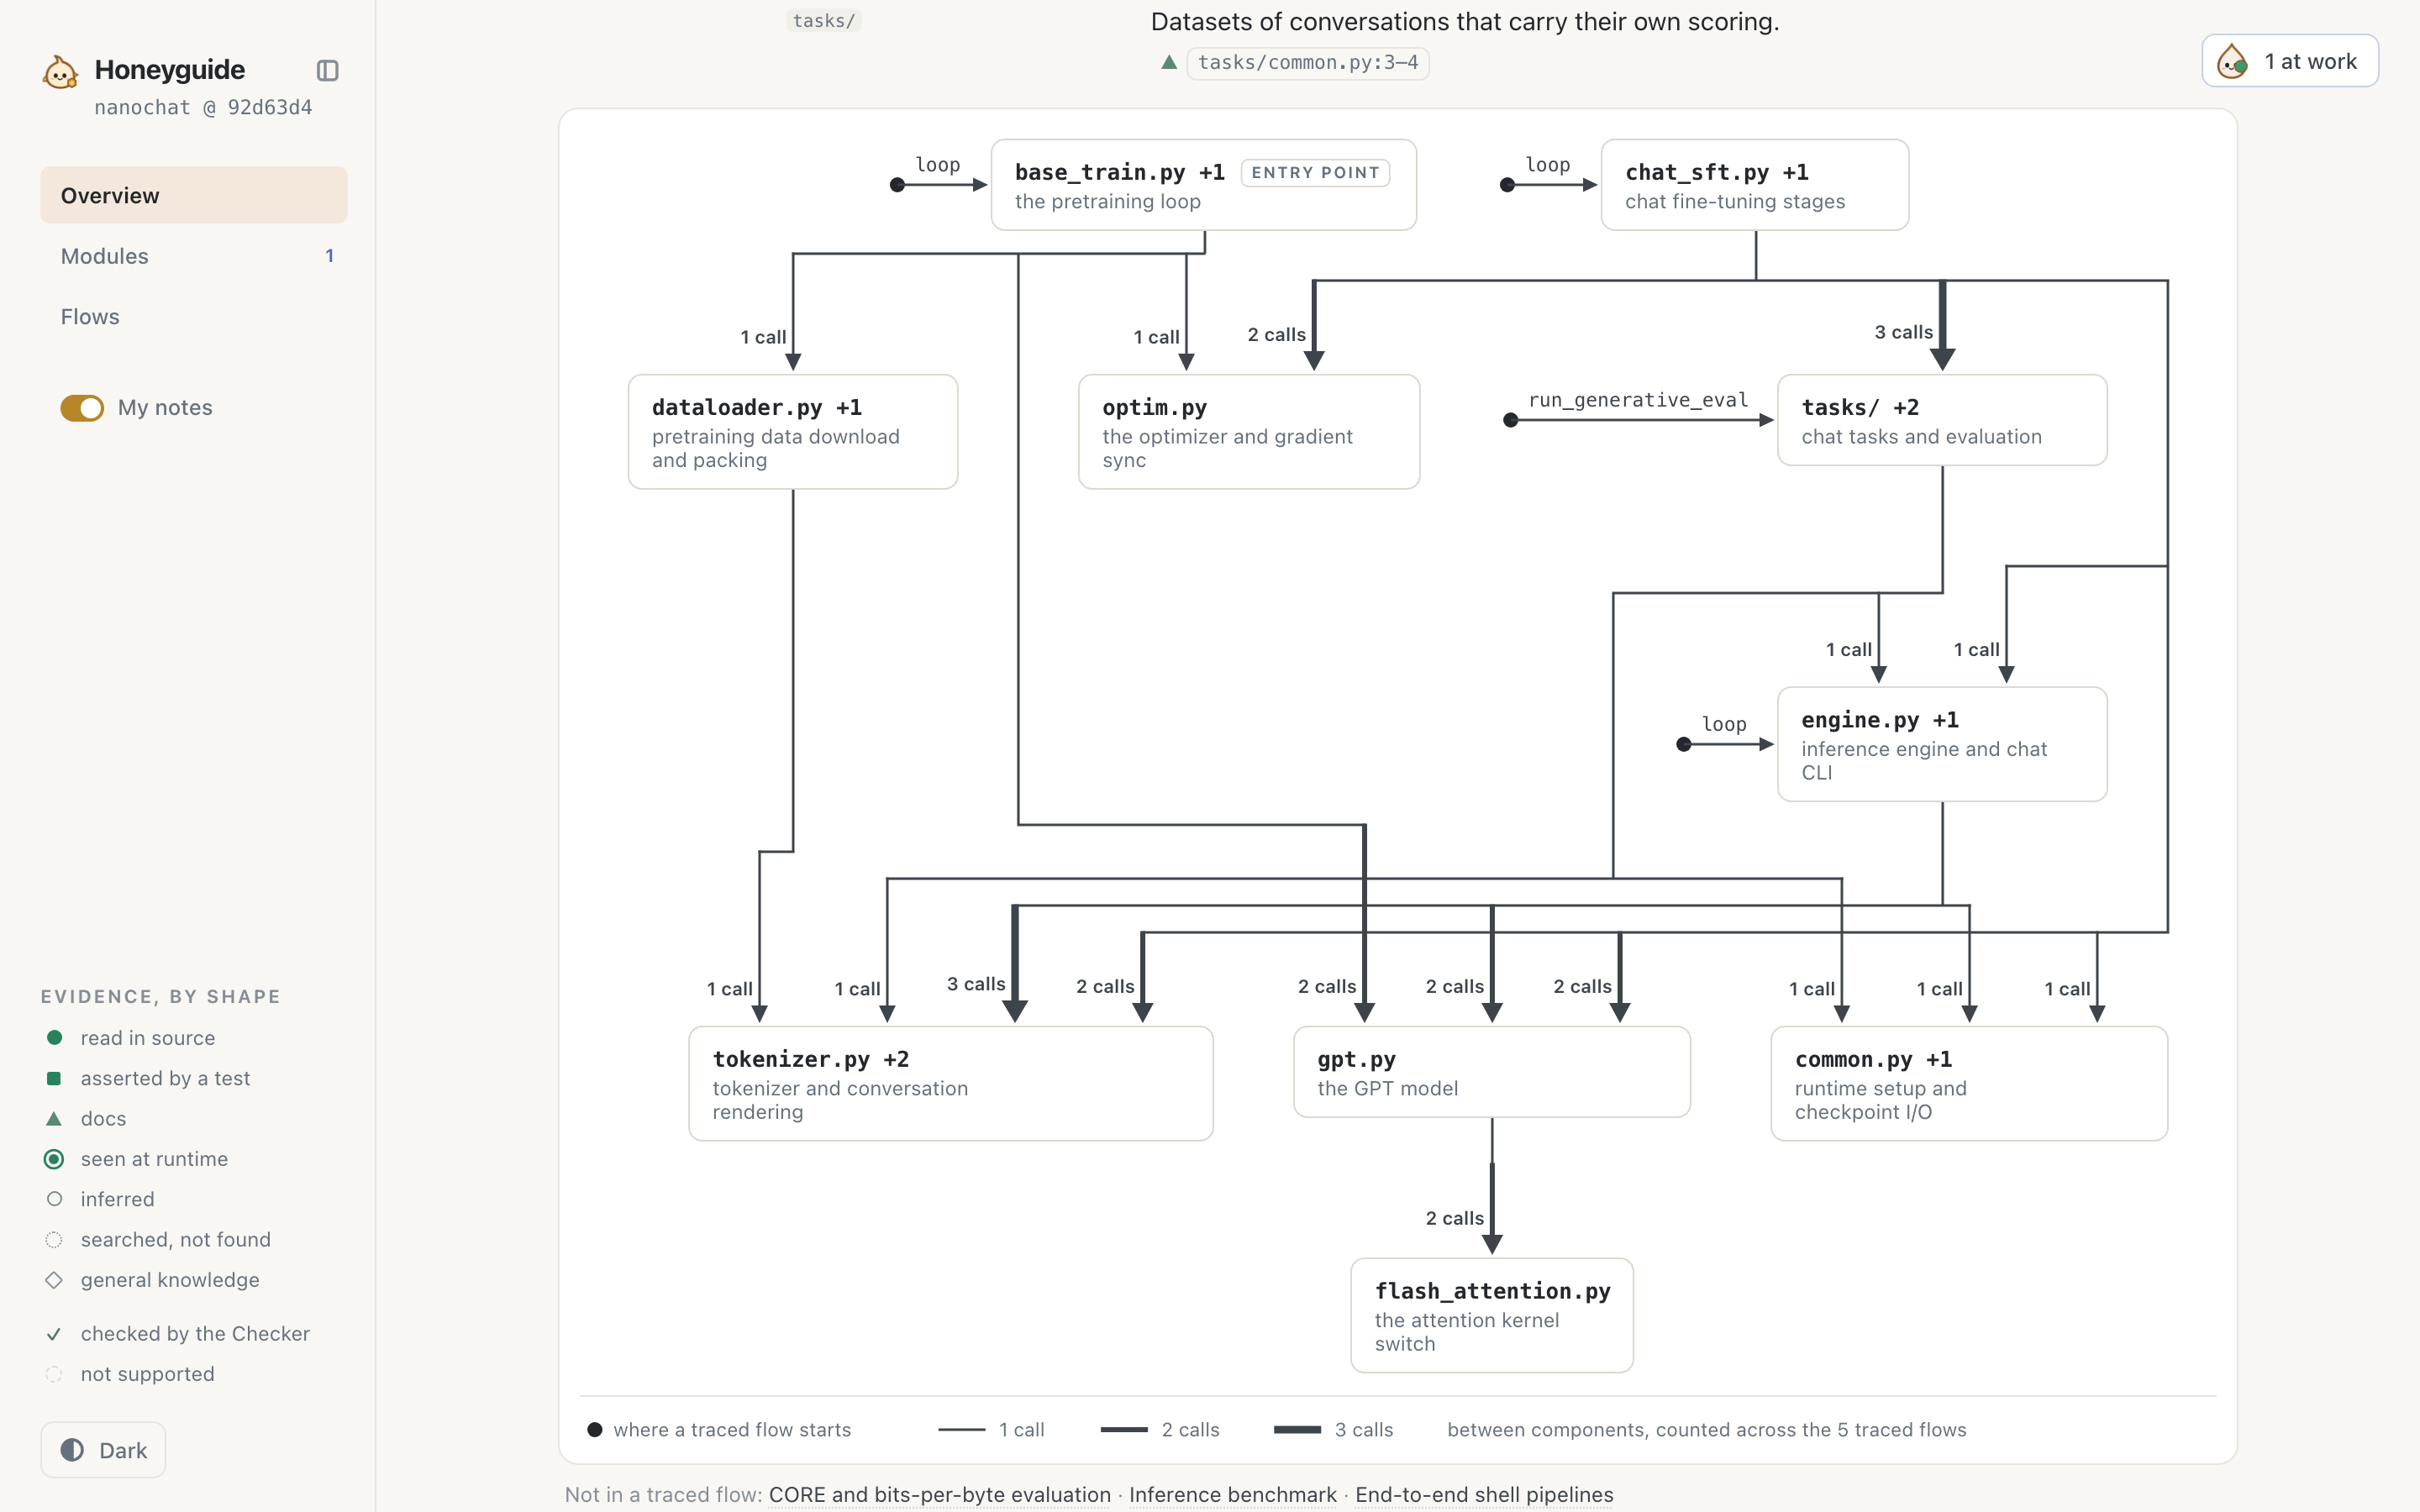 Honeyguide
nanochat @ 92d63d4
Overview
Modules 1
Flows
My notes
EVIDENCE, BY SHAPE
read in source
asserted by a test
docs
seen at runtime
inferred
searched, not found
general knowledge
checked by the Checker
not supported
Dark
tasks/
Datasets of conversations that carry their own scoring.
tasks/common.py:3–4
1 at work
loop
base_train.py +1 ENTRY POINT
the pretraining loop
loop
chat_sft.py +1
chat fine-tuning stages
1 call
1 call
2 calls
3 calls
dataloader.py +1
pretraining data download
and packing
optim.py
the optimizer and gradient
sync
run_generative_eval
tasks/ +2
chat tasks and evaluation
1 call
1 call
loop
engine.py +1
inference engine and chat
CLI
1 call
1 call
3 calls
2 calls
2 calls
2 calls
2 calls
1 call
1 call
1 call
tokenizer.py +2
tokenizer and conversation
rendering
gpt.py
the GPT model
common.py +1
runtime setup and
checkpoint I/O
2 calls
flash_attention.py
the attention kernel
switch
where a traced flow starts
1 call
2 calls
3 calls
between components, counted across the 5 traced flows
Not in a traced flow: CORE and bits-per-byte evaluation · Inference benchmark · End-to-end shell pipelines